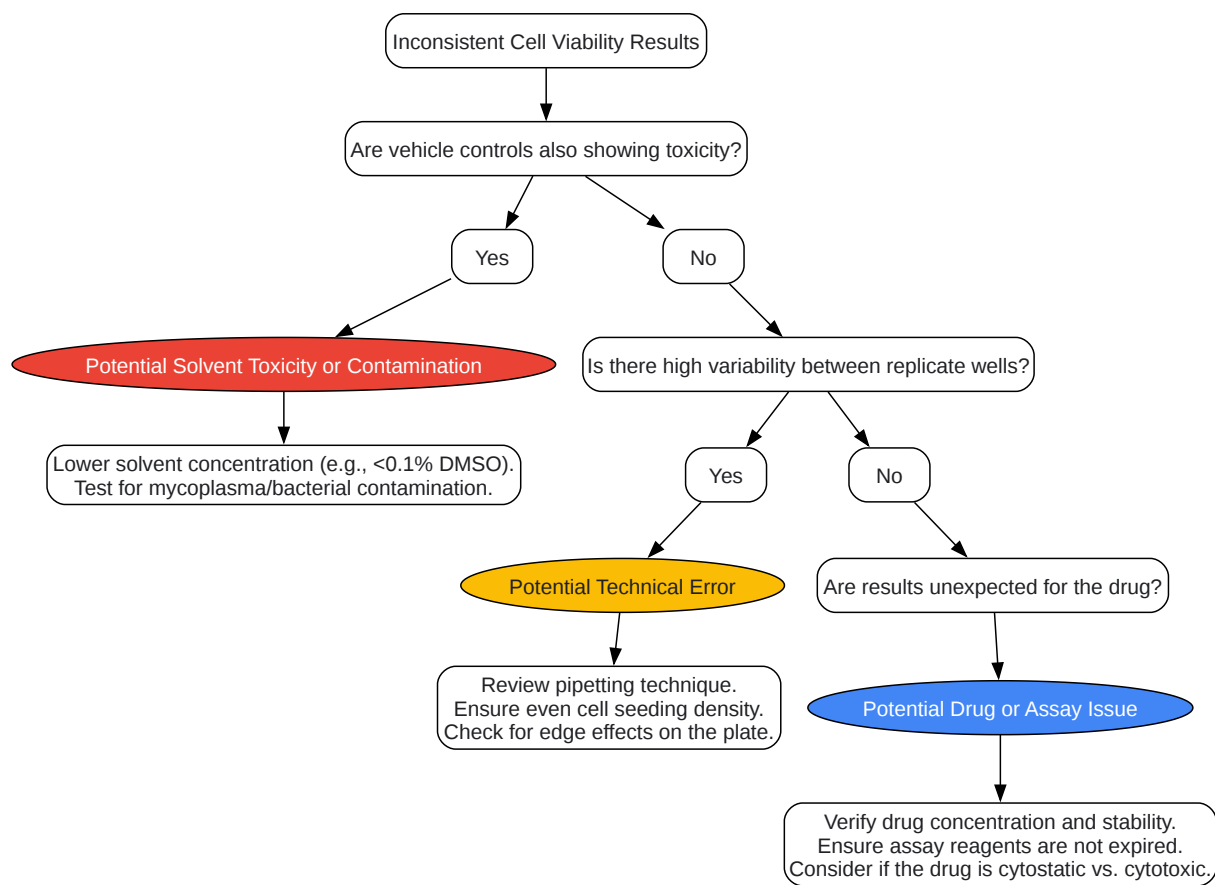 Inconsistent Cell Viability Results
Are vehicle controls also showing toxicity?
Yes
No
Potential Solvent Toxicity or Contamination
Is there high variability between replicate wells?
Lower solvent concentration (e.g., <0.1% DMSO).
Test for mycoplasma/bacterial contamination.
Yes
No
Potential Technical Error
Are results unexpected for the drug?
Review pipetting technique.
Ensure even cell seeding density.
Check for edge effects on the plate.
Potential Drug or Assay Issue
Verify drug concentration and stability.
Ensure assay reagents are not expired.
Consider if the drug is cytostatic vs. cytotoxic.